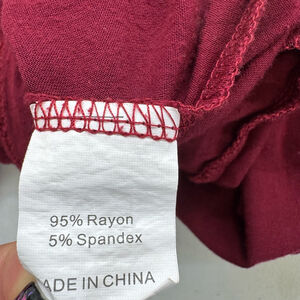 95% Rayon
5% Spandex
ADE IN CHINA